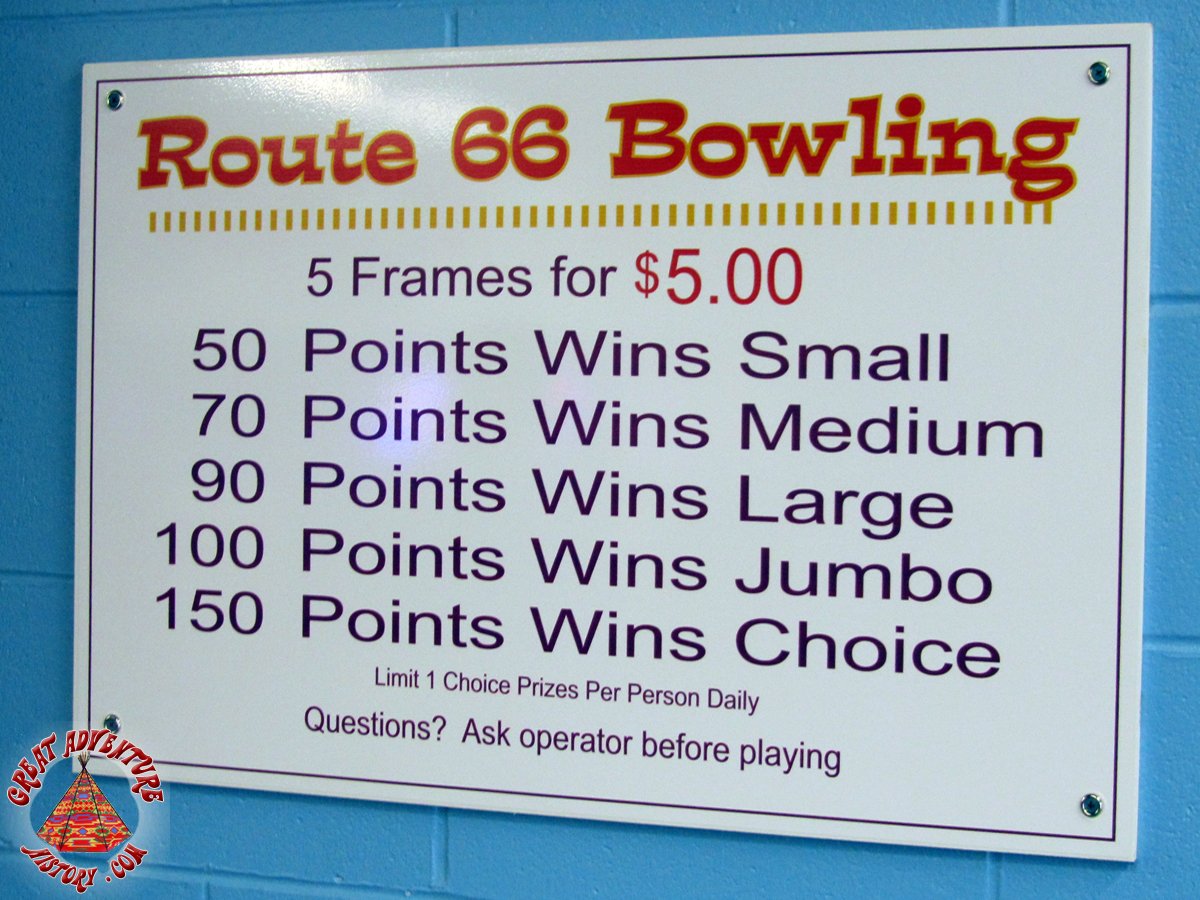 Route 66 Bowling
5 Frames for $5.00
50 Points Wins Small
70 Points Wins Medium
90 Points Wins Large
100 Points Wins Jumbo
150 Points Wins Choice
Limit 1 Choice Prizes Per Person Daily
Questions? Ask operator before playing
GREAT ADVENTURE
HISTORY.COM